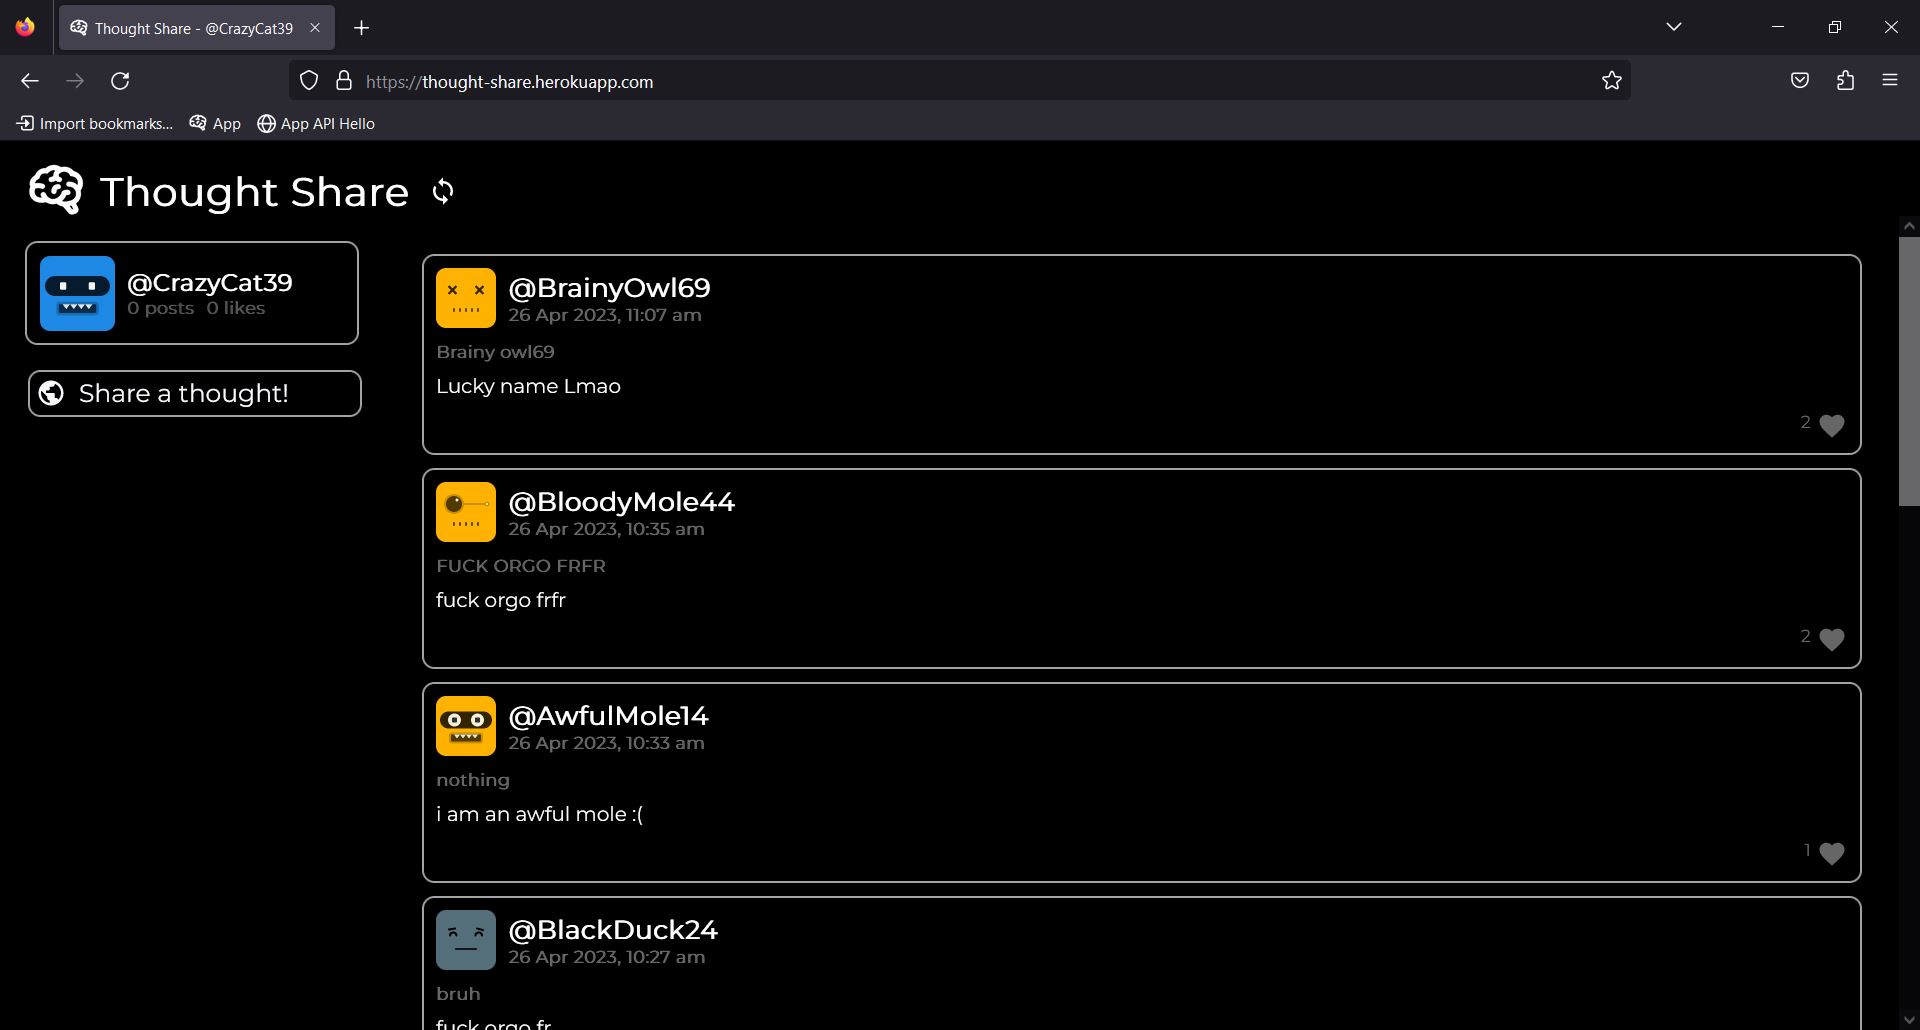 Thought Share - @CrazyCat39
https://thought-share.herokuapp.com
Import bookmarks...
App
App API Hello
Thought Share
@CrazyCat39
0 posts 0 likes
Share a thought!
@BrainyOwl69
26 Apr 2023, 11:07 am
Brainy owl69
Lucky name Lmao
2
@BloodyMole44
26 Apr 2023, 10:35 am
FUCK ORGO FRFR
fuck orgo frfr
2
@AwfulMole14
26 Apr 2023, 10:33 am
nothing
i am an awful mole :(
1
@BlackDuck24
26 Apr 2023, 10:27 am
bruh
fuck orgo fr